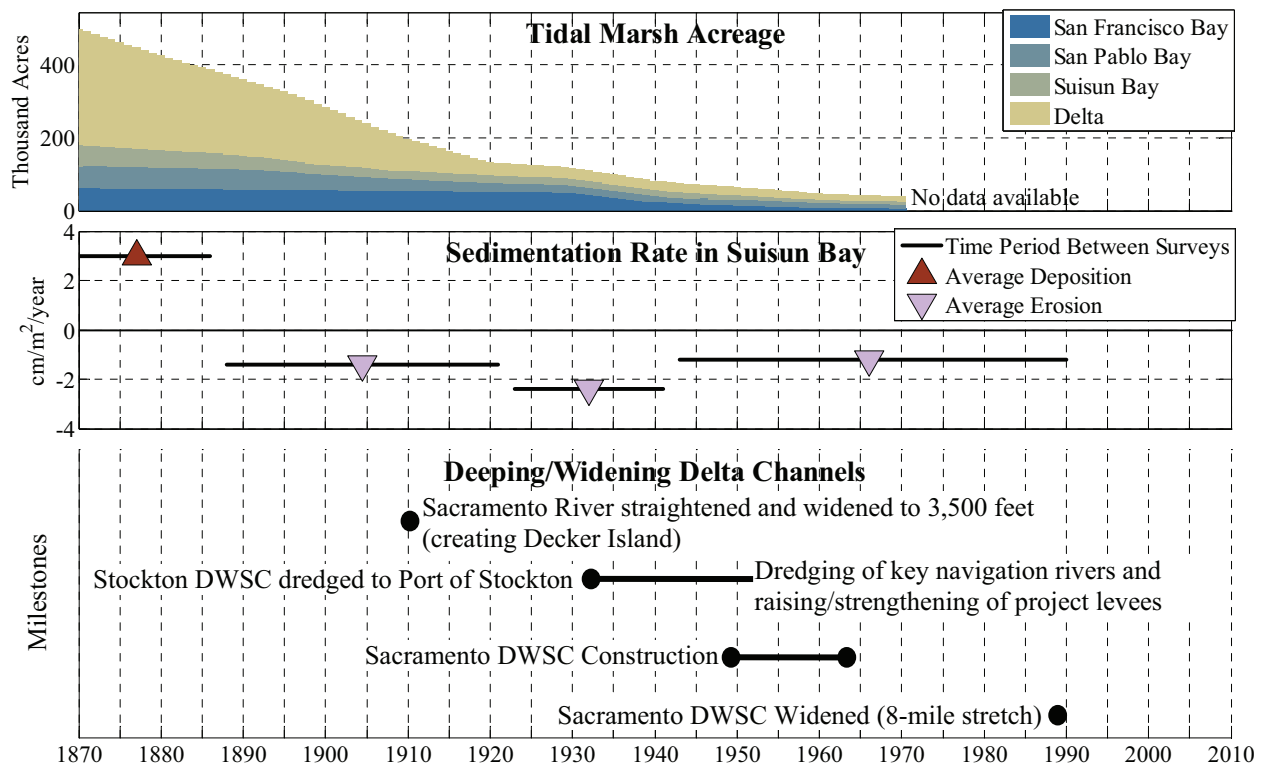 Tidal Marsh Acreage
San Francisco Bay
San Pablo Bay
Suisun Bay
Delta
Thousand Acres
400
200
0
No data available
Sedimentation Rate in Suisun Bay
Time Period Between Surveys
Average Deposition
Average Erosion
cm/m²/year
4
2
0
-2
-4
Deeping/Widening Delta Channels
Milestones
Sacramento River straightened and widened to 3,500 feet
(creating Decker Island)
Stockton DWSC dredged to Port of Stockton
Dredging of key navigation rivers and
raising/strengthening of project levees
Sacramento DWSC Construction
Sacramento DWSC Widened (8-mile stretch)
1870 1880 1890 1900 1910 1920 1930 1940 1950 1960 1970 1980 1990 2000 2010